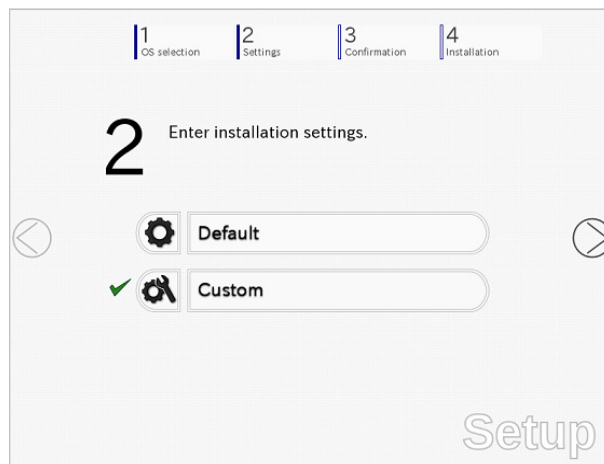 1 2 3 4
OS selection Settings Confirmation Installation
2 Enter installation settings.
Default
Custom
Setup